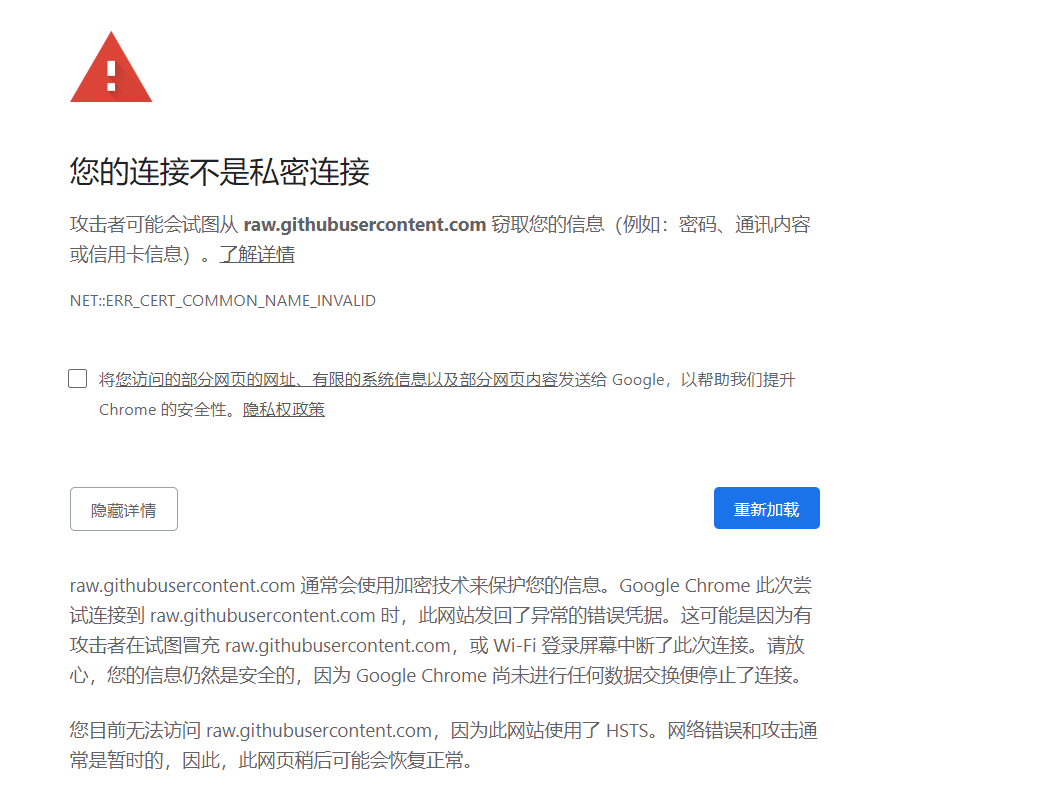 您的连接不是私密连接
攻击者可能会试图从 raw.githubusercontent.com 窃取您的信息（例如：密码、通讯内容
或信用卡信息）。了解详情
NET::ERR_CERT_COMMON_NAME_INVALID
将您访问的部分网页的网址、有限的系统信息以及部分网页内容发送给 Google，以帮助我们提升
Chrome 的安全性。隐私权政策
隐藏详情
重新加载
raw.githubusercontent.com 通常会使用加密技术来保护您的信息。Google Chrome 此次尝
试连接到 raw.githubusercontent.com 时，此网站发回了异常的错误凭据。这可能是因为有
攻击者在试图冒充 raw.githubusercontent.com，或 Wi-Fi 登录屏幕中断了此次连接。请放
心，您的信息仍然是安全的，因为 Google Chrome 尚未进行任何数据交换便停止了连接。
您目前无法访问 raw.githubusercontent.com，因为此网站使用了 HSTS。网络错误和攻击通
常是暂时的，因此，此网页稍后可能会恢复正常。